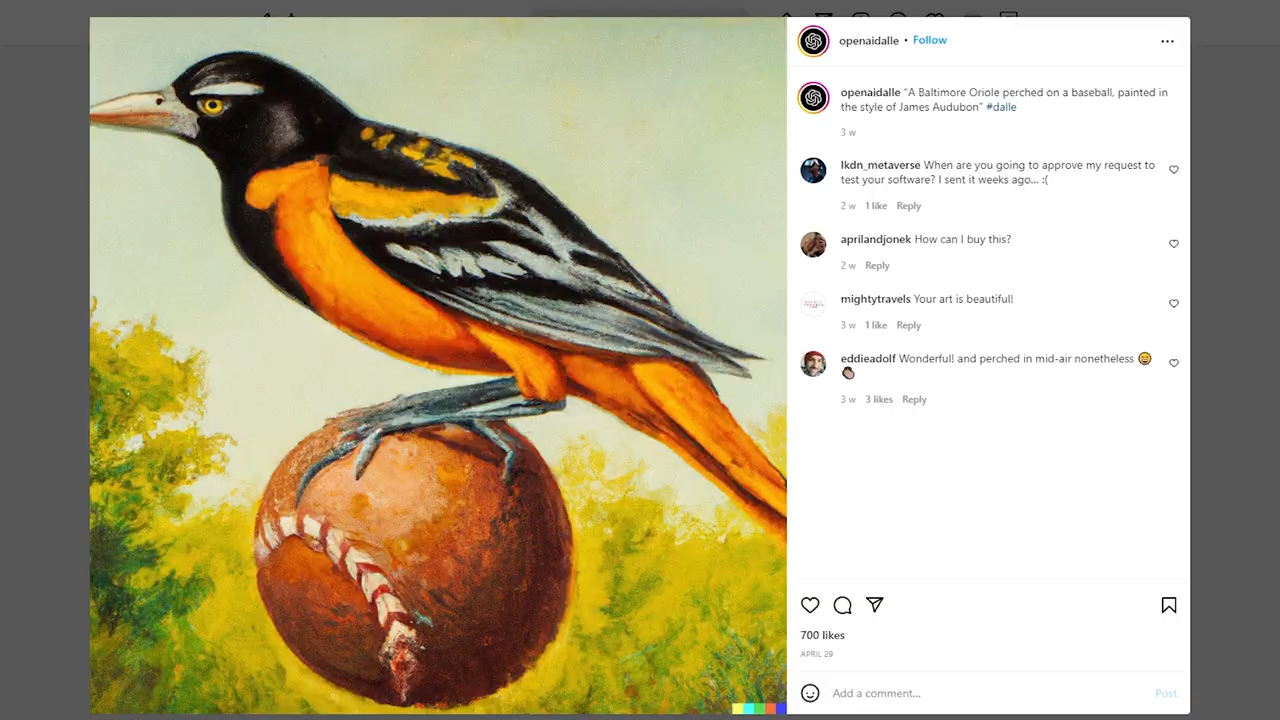 openaidalle • Follow
openaidalle “A Baltimore Oriole perched on a baseball, painted in
the style of James Audubon” #dalle
3 w
lkdn_metaverse When are you going to approve my request to
test your software? I sent it weeks ago... :(
2 w 1 like Reply
aprilandjonek How can I buy this?
2 w Reply
mightytravels Your art is beautiful!
3 w 1 like Reply
eddieadolf Wonderful! and perched in mid-air nonetheless 😄
3 w 3 likes Reply
700 likes
APRIL 29
Add a comment... Post